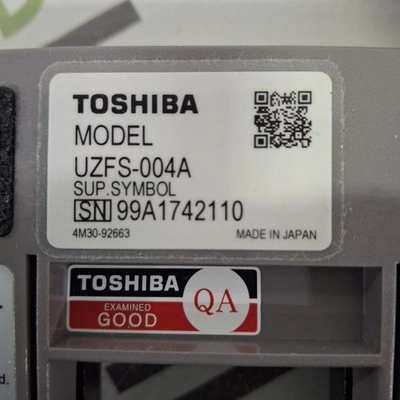 TOSHIBA
MODEL
UZFS-004A
SUP.SYMBOL
SN 99A1742110
4M30-92663 MADE IN JAPAN
TOSHIBA
EXAMINED
GOOD
QA
d.